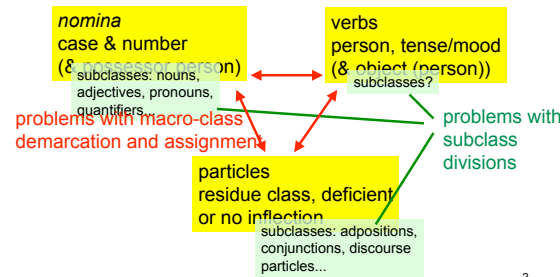 nomina
case & number
(& possessor person)
subclasses: nouns,
adjectives, pronouns,
quantifiers...
verbs
person, tense/mood
(& object (person))
subclasses?
problems with macro-class
demarcation and assignment
problems with
subclass
divisions
particles
residue class, deficient
or no inflection
subclasses: adpositions,
conjunctions, discourse
particles...
2